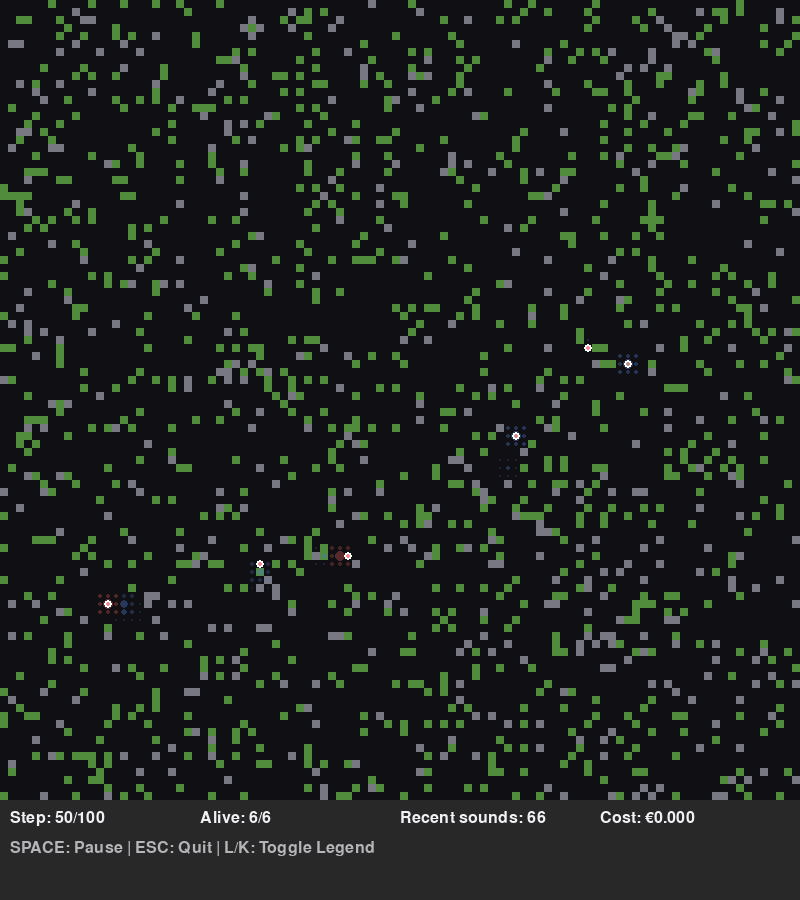 Step: 50/100 Alive: 6/6 Recent sounds: 66 Cost: €0.000
SPACE: Pause | ESC: Quit | L/K: Toggle Legend